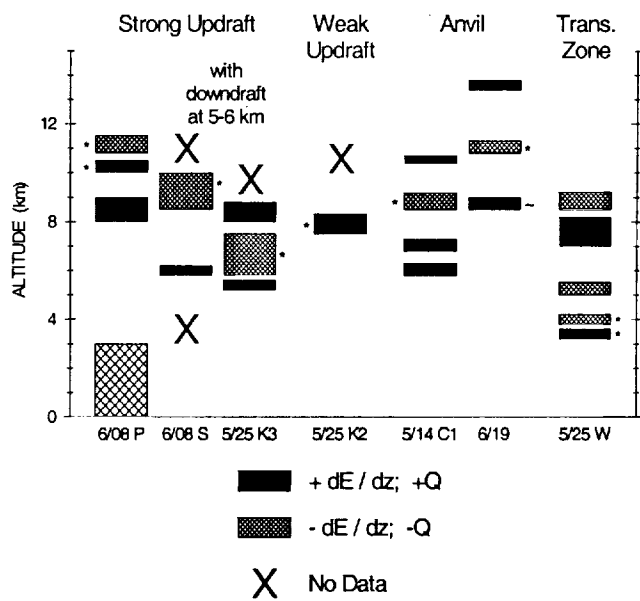 Strong Updraft Weak Updraft Anvil Trans. Zone
with
downdraft
at 5-6 km
12
8
4
0
ALTITUDE (km)
6/08 P 6/08 S 5/25 K3 5/25 K2 5/14 C1 6/19 5/25 W
+ dE / dz; +Q
- dE / dz; -Q
X No Data